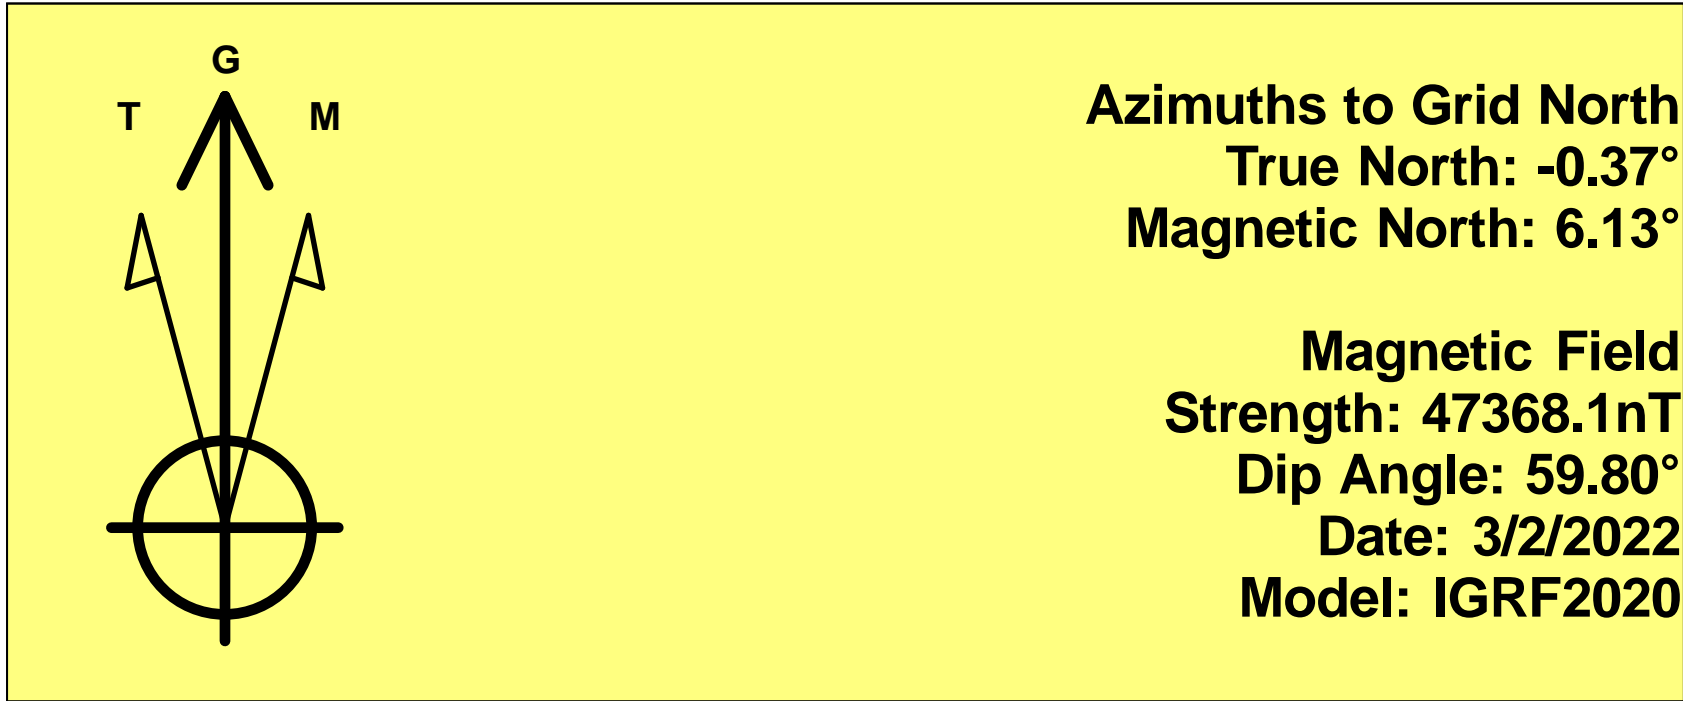 G
T
M
Azimuths to Grid North
True North: -0.37°
Magnetic North: 6.13°
Magnetic Field
Strength: 47368.1nT
Dip Angle: 59.80°
Date: 3/2/2022
Model: IGRF2020